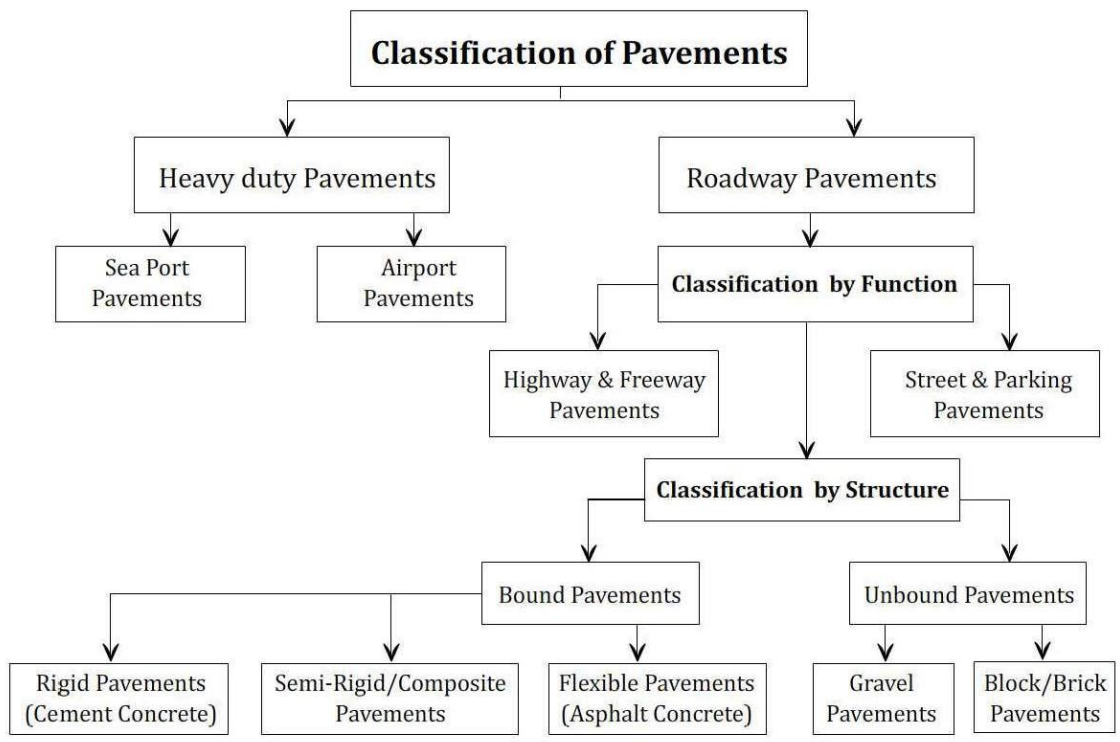 Classification of Pavements
Heavy duty Pavements
Roadway Pavements
Sea Port
Pavements
Airport
Pavements
Classification by Function
Highway & Freeway
Pavements
Street & Parking
Pavements
Classification by Structure
Bound Pavements
Unbound Pavements
Rigid Pavements
(Cement Concrete)
Semi-Rigid/Composite
Pavements
Flexible Pavements
(Asphalt Concrete)
Gravel
Pavements
Block/Brick
Pavements